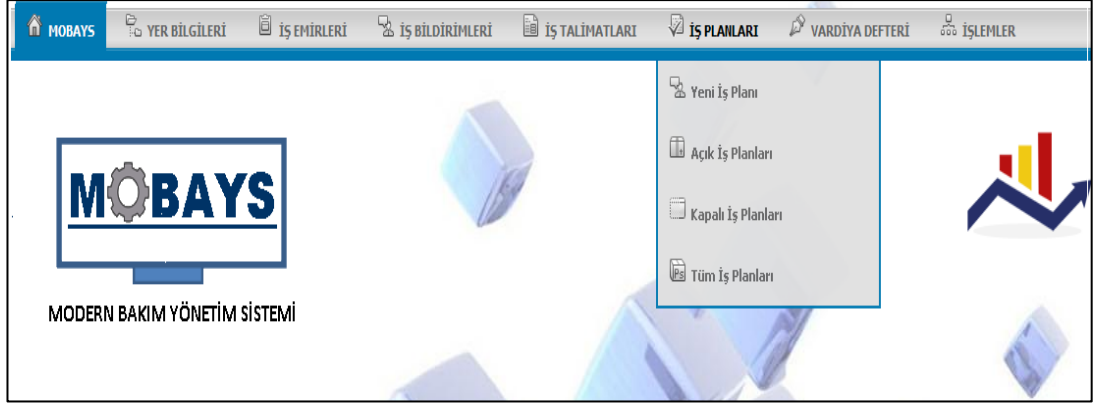 MOBAYS YER BİLGİLERİ İŞ EMİRLERİ İŞ BİLDİRİMLERİ İŞ TALİMATLARI İŞ PLANLARI VARDİYA DEFTERİ İŞLEMLER
Yeni İş Planı
Açık İş Planları
Kapalı İş Planları
Tüm İş Planları
MOBAYS
MODERN BAKIM YÖNETİM SİSTEMİ